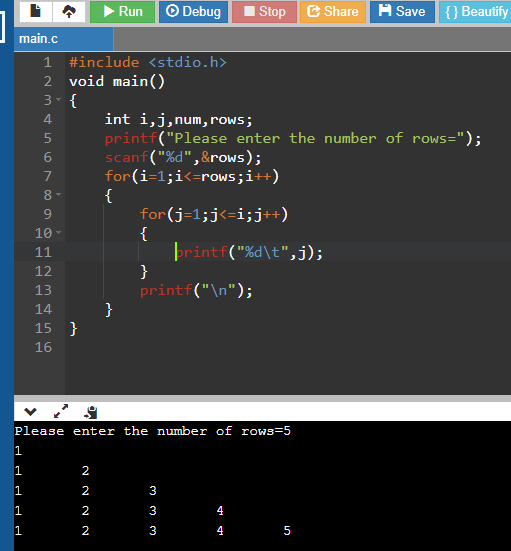 Run Debug Stop Share Save { } Beautify
main.c
1 #include <stdio.h>
2 void main()
3 {
4     int i,j,num,rows;
5     printf("Please enter the number of rows=");
6     scanf("%d",&rows);
7     for(i=1;i<=rows;i++)
8     {
9         for(j=1;j<=i;j++)
10         {
11             printf("%d\t",j);
12         }
13         printf("\n");
14     }
15 }
16
Please enter the number of rows=5
1
1 2
1 2 3
1 2 3 4
1 2 3 4 5